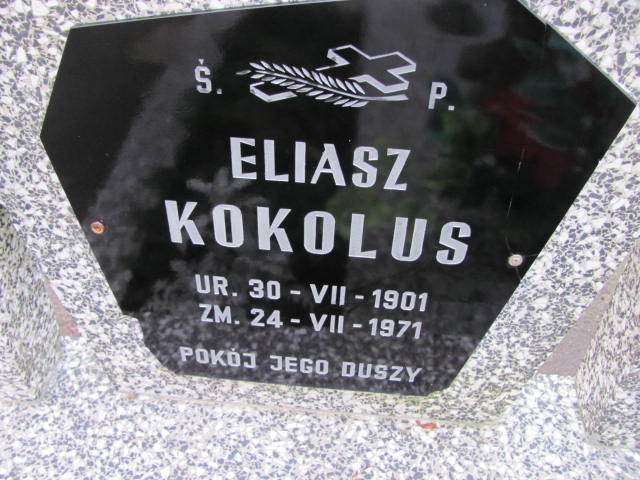 Ś. P.
ELIASZ
KOKOLUS
UR. 30 - VII - 1901
ZM. 24 - VII - 1971
POKÓJ JEGO DUSZY